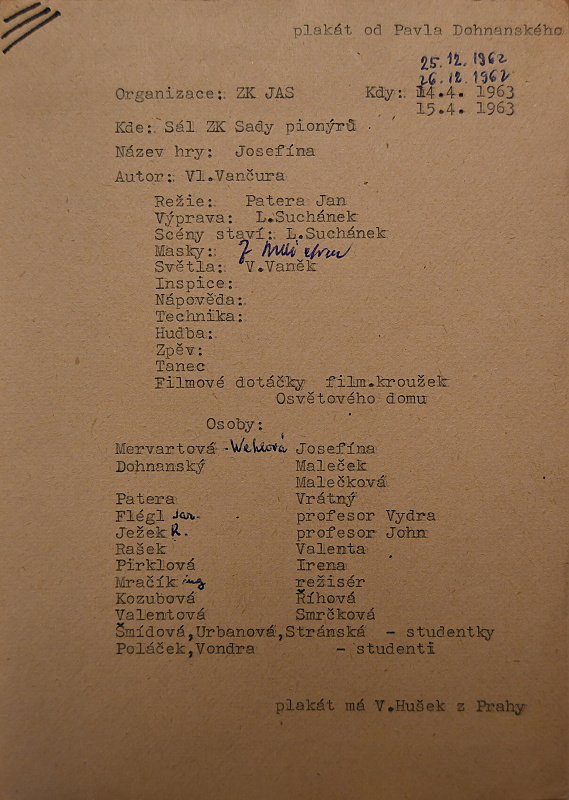 plakát od Pavla Dohnanského
25.12.1962
26.12.1962
Organizace: ZK JAS Kdy: 14.4. 1963
15.4. 1963
Kde: Sál ZK Sady pionýrů
Název hry: Josefína
Autor: Vl.Vančura
Režie: Patera Jan
Výprava: L.Suchánek
Scény staví: L.Suchánek
Masky: J
Světla: V.Vaněk
Inspice:
Nápověda:
Technika:
Hudba:
Zpěv:
Tanec
Filmové dotáčky film.kroužek
Osvětového domu
Osoby:
Mervartová -Wehlová Josefína
Dohnanský Maleček
Malečková
Patera Vrátný
Flégl Jar. profesor Vydra
Ježek R. profesor John
Rašek Valenta
Pirklová Irena
Mračík ing režisér
Kozubová Říhová
Valentová Smrčková
Šmídová,Urbanová,Stránská - studentky
Poláček,Vondra - studenti
plakát má V.Hušek z Prahy